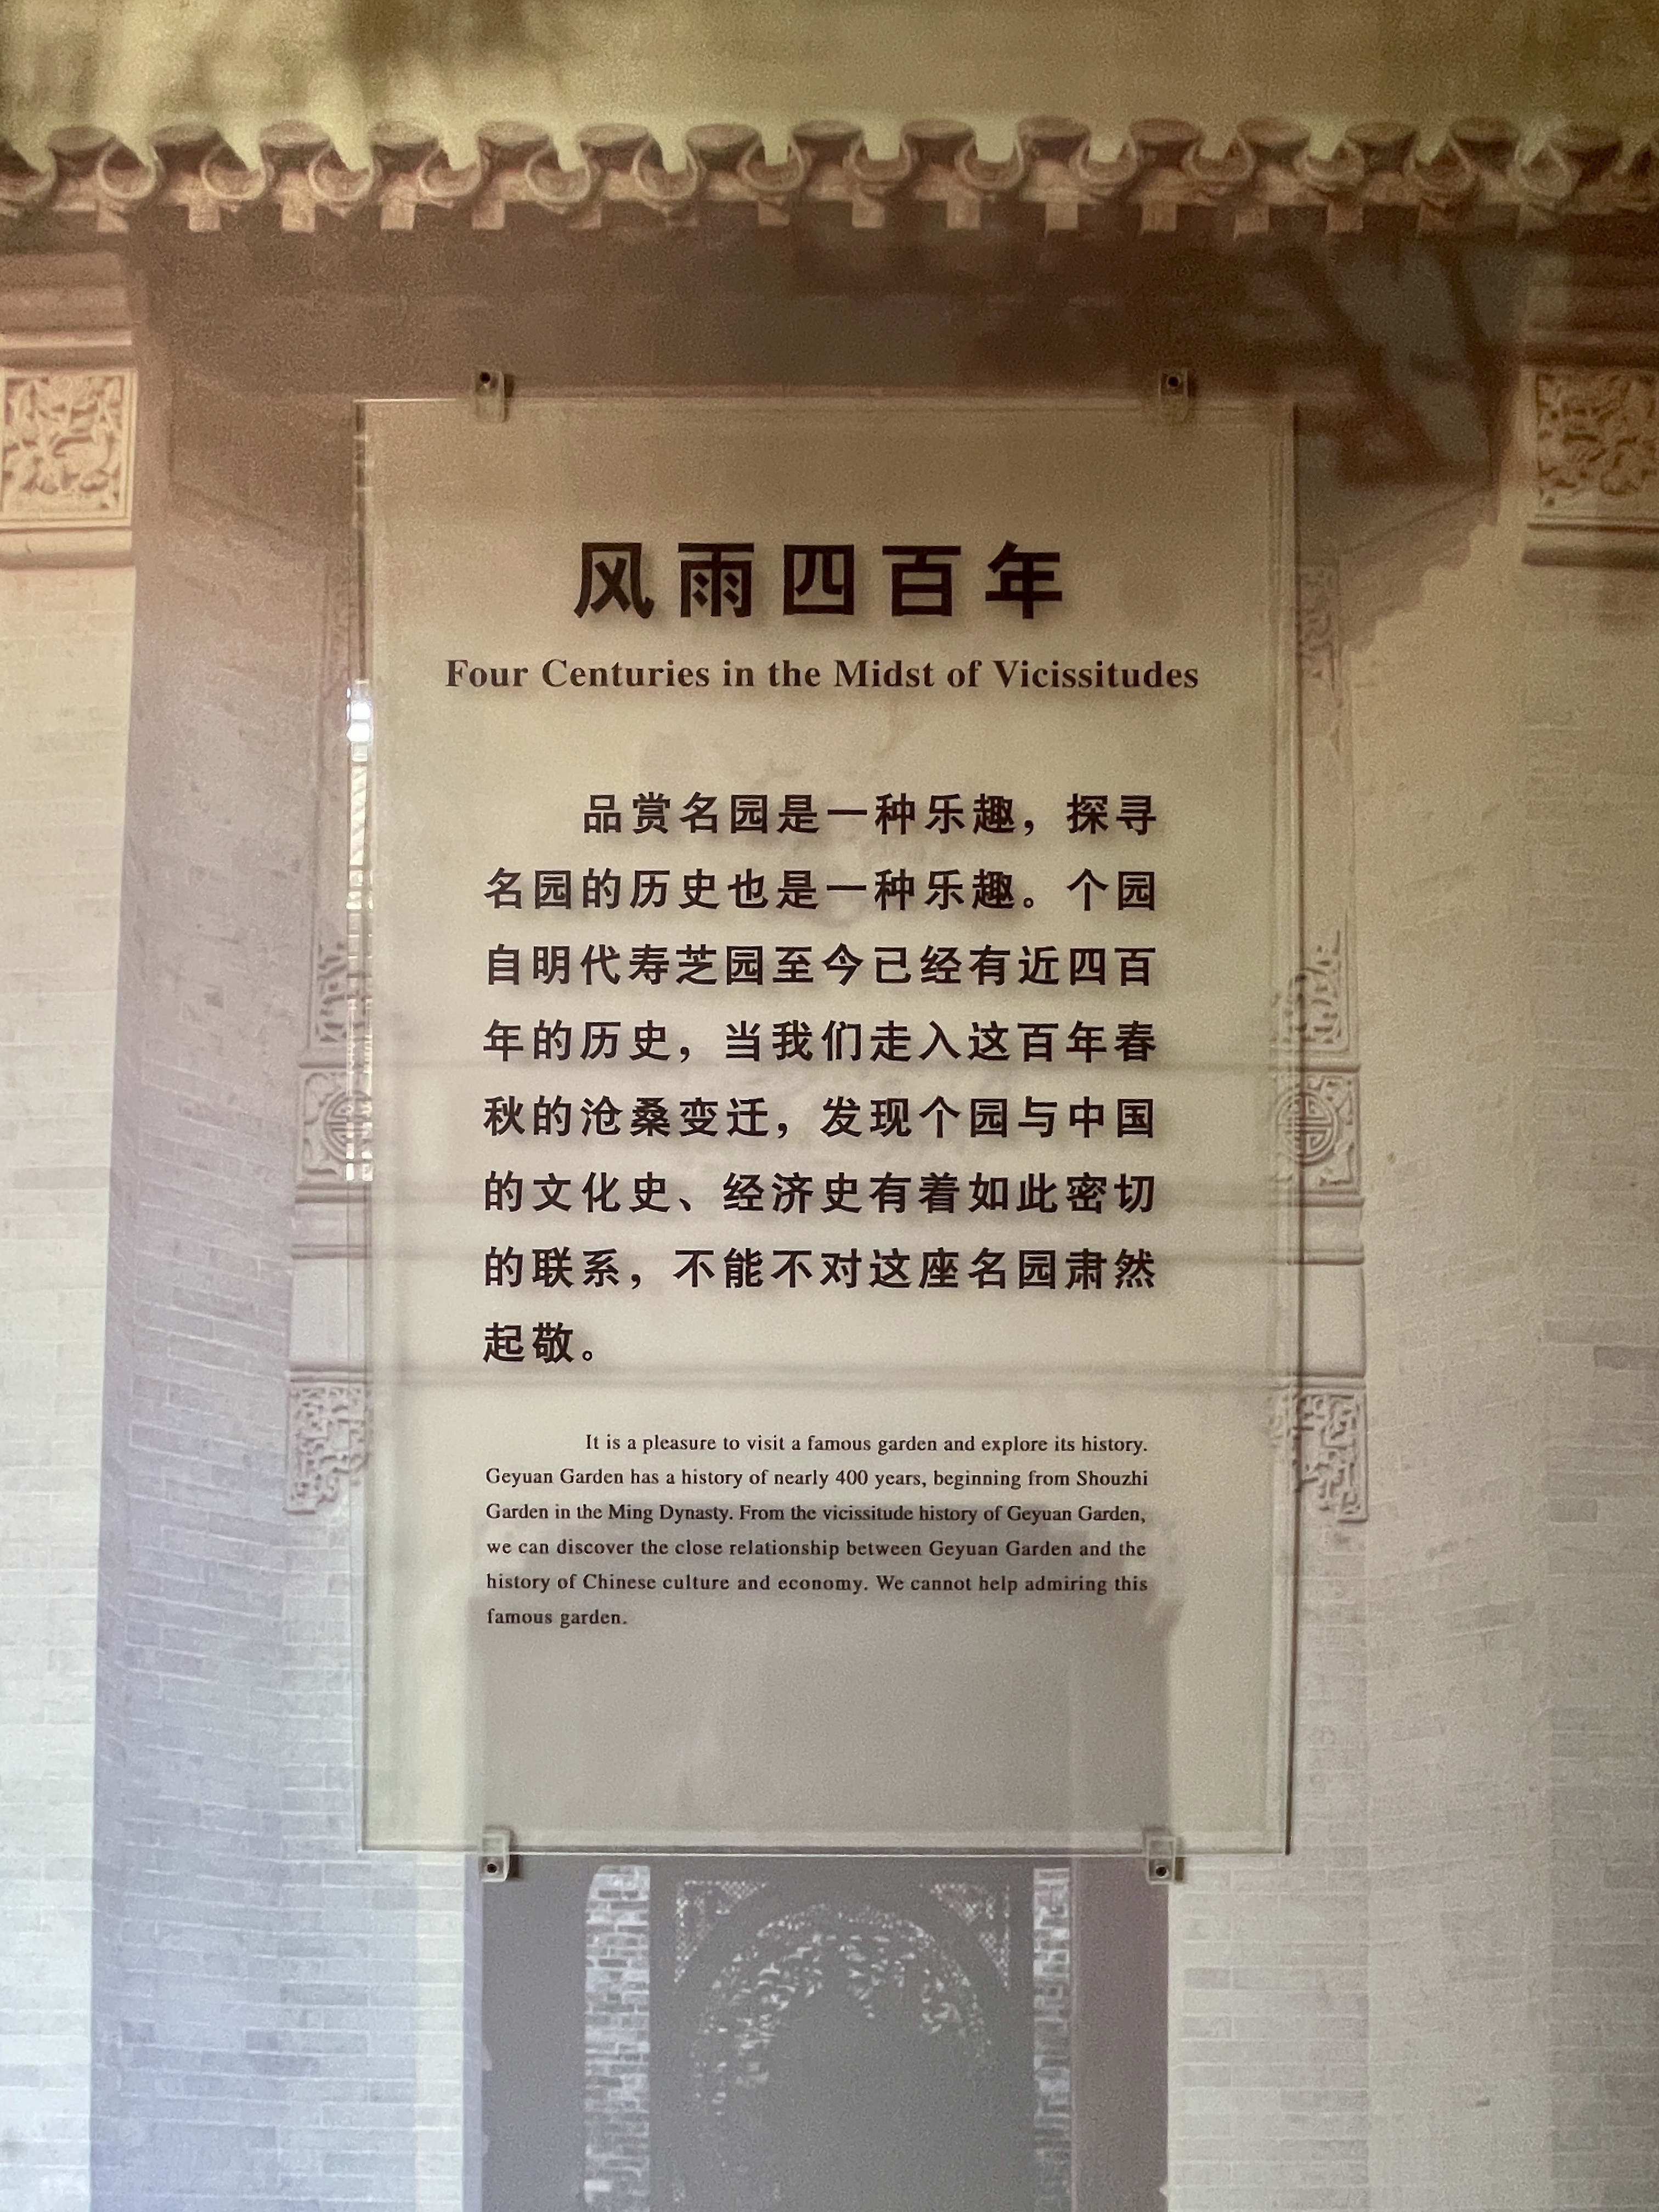 风雨四百年
Four Centuries in the Midst of Vicissitudes
品赏名园是一种乐趣，探寻
名园的历史也是一种乐趣。个园
自明代寿芝园至今已经有近四百
年的历史，当我们走入这百年春
秋的沧桑变迁，发现个园与中国
的文化史、经济史有着如此密切
的联系，不能不对这座名园肃然
起敬。
It is a pleasure to visit a famous garden and explore its history.
Geyuan Garden has a history of nearly 400 years, beginning from Shouzhi
Garden in the Ming Dynasty. From the vicissitude history of Geyuan Garden,
we can discover the close relationship between Geyuan Garden and the
history of Chinese culture and economy. We cannot help admiring this
famous garden.